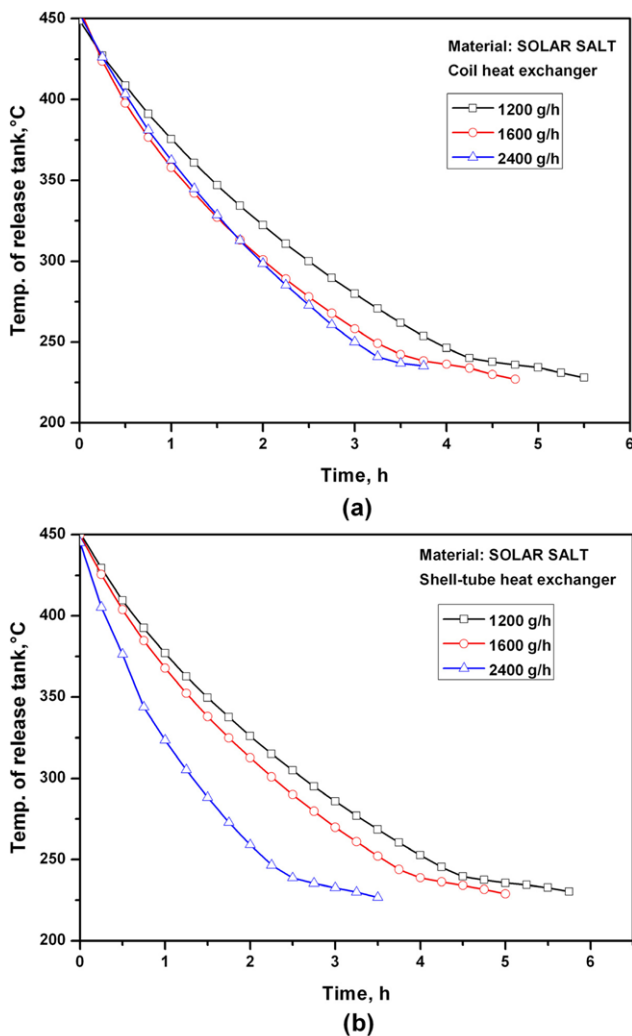 450
400
350
300
250
200
Temp. of release tank,°C
Material: SOLAR SALT
Coil heat exchanger
1200 g/h
1600 g/h
2400 g/h
0 1 2 3 4 5 6
Time, h
(a)
450
400
350
300
250
200
Temp. of release tank,°C
Material: SOLAR SALT
Shell-tube heat exchanger
1200 g/h
1600 g/h
2400 g/h
0 1 2 3 4 5 6
Time, h
(b)